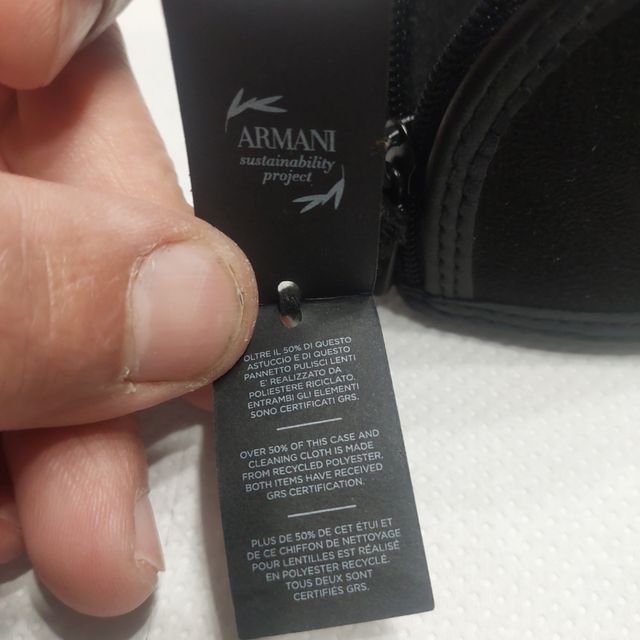 ARMANI
sustainability
project
OLTRE IL 50% DI QUESTO
ASTUCCIO E DI QUESTO
PANNETTO PULISCI LENTI
E' REALIZZATO DA
POLIESTERE RICICLATO
ENTRAMBI GLI ELEMENTI
SONO CERTIFICATI GRS.
OVER 50% OF THIS CASE AND
CLEANING CLOTH IS MADE
FROM RECYCLED POLYESTER.
BOTH ITEMS HAVE RECEIVED
GRS CERTIFICATION.
PLUS DE 50% DE CET ÉTUI ET
DE CE CHIFFON DE NETTOYAGE
POUR LENTILLES EST RÉALISÉ
EN POLYESTER RECYCLÉ.
TOUS DEUX SONT
CERTIFIÉS GRS.